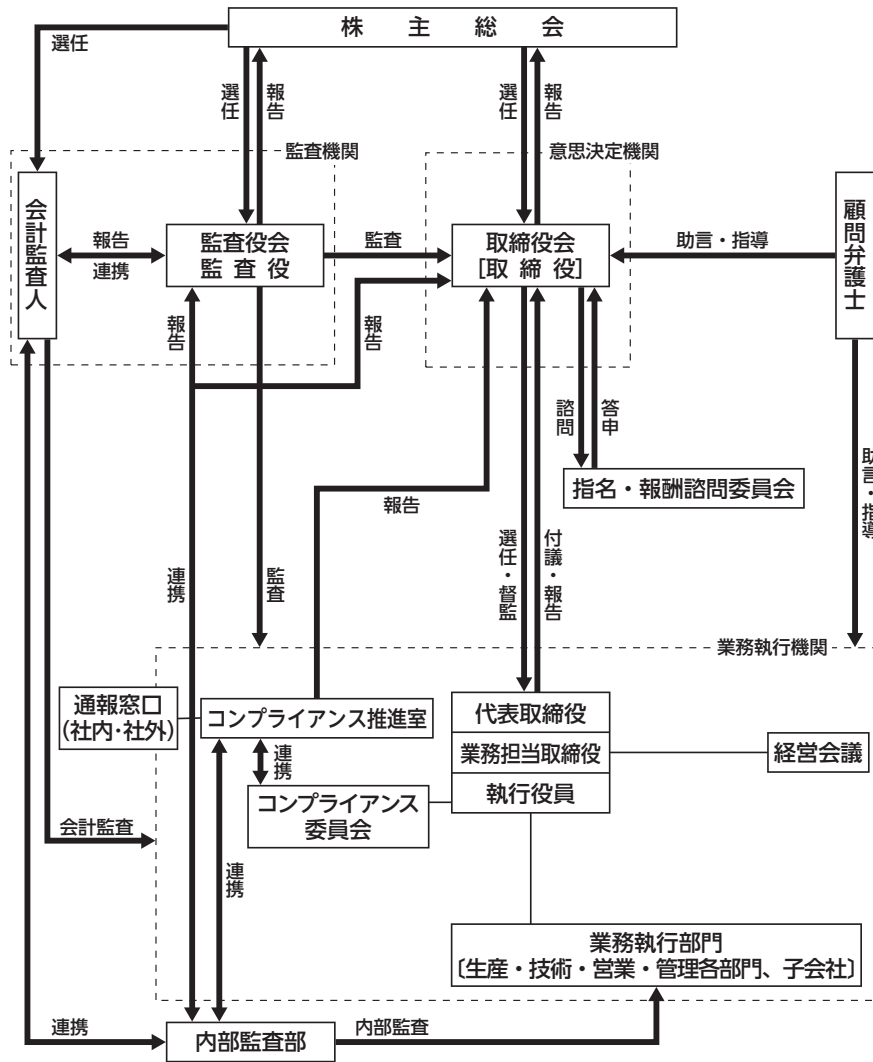 株主総会
選任
選任
報告
選任
報告
監査機関
意思決定機関
会計監査人
報告
連携
監査役会
監査役
監査
取締役会
[取締役]
助言・指導
顧問弁護士
報告
報告
諮問
答申
指名・報酬諮問委員会
助言・指導
報告
連携
監査
選任・督監
付議・報告
業務執行機関
通報窓口
(社内・社外)
コンプライアンス推進室
代表取締役
業務担当取締役
執行役員
経営会議
連携
コンプライアンス
委員会
会計監査
連携
業務執行部門
〔生産・技術・営業・管理各部門、子会社〕
連携
内部監査部
内部監査